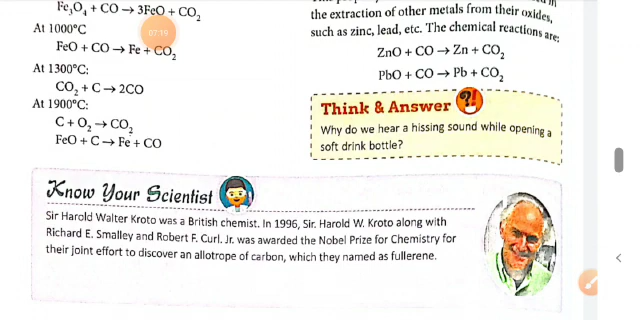 Fe₃O₄ + CO → 3FeO + CO₂
At 1000°C
FeO + CO → Fe + CO₂
At 1300°C:
CO₂ + C → 2CO
At 1900°C:
C + O₂ → CO₂
FeO + C → Fe + CO
07:19
the extraction of other metals from their oxides,
such as zinc, lead, etc. The chemical reactions are:
ZnO + CO → Zn + CO₂
PbO + CO → Pb + CO₂
Think & Answer ?!
Why do we hear a hissing sound while opening a
soft drink bottle?
Know Your Scientist
Sir Harold Walter Kroto was a British chemist. In 1996, Sir. Harold W. Kroto along with
Richard E. Smalley and Robert F. Curl. Jr. was awarded the Nobel Prize for Chemistry for
their joint effort to discover an allotrope of carbon, which they named as fullerene.